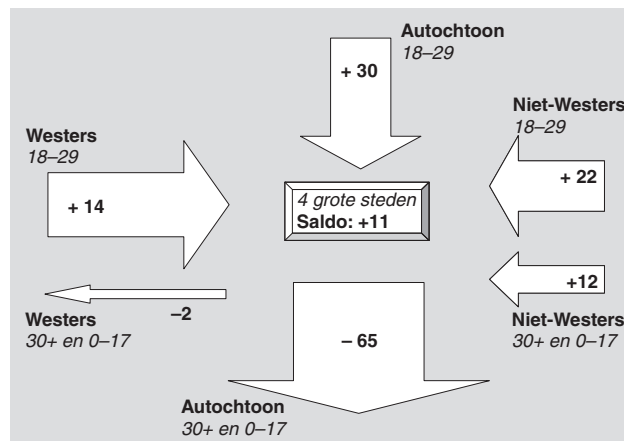 Autochtoon
18–29
+ 30
Niet-Westers
18–29
Westers
18–29
+ 22
+ 14
4 grote steden
Saldo: +11
+12
–2
Westers
30+ en 0–17
Niet-Westers
30+ en 0–17
– 65
Autochtoon
30+ en 0–17